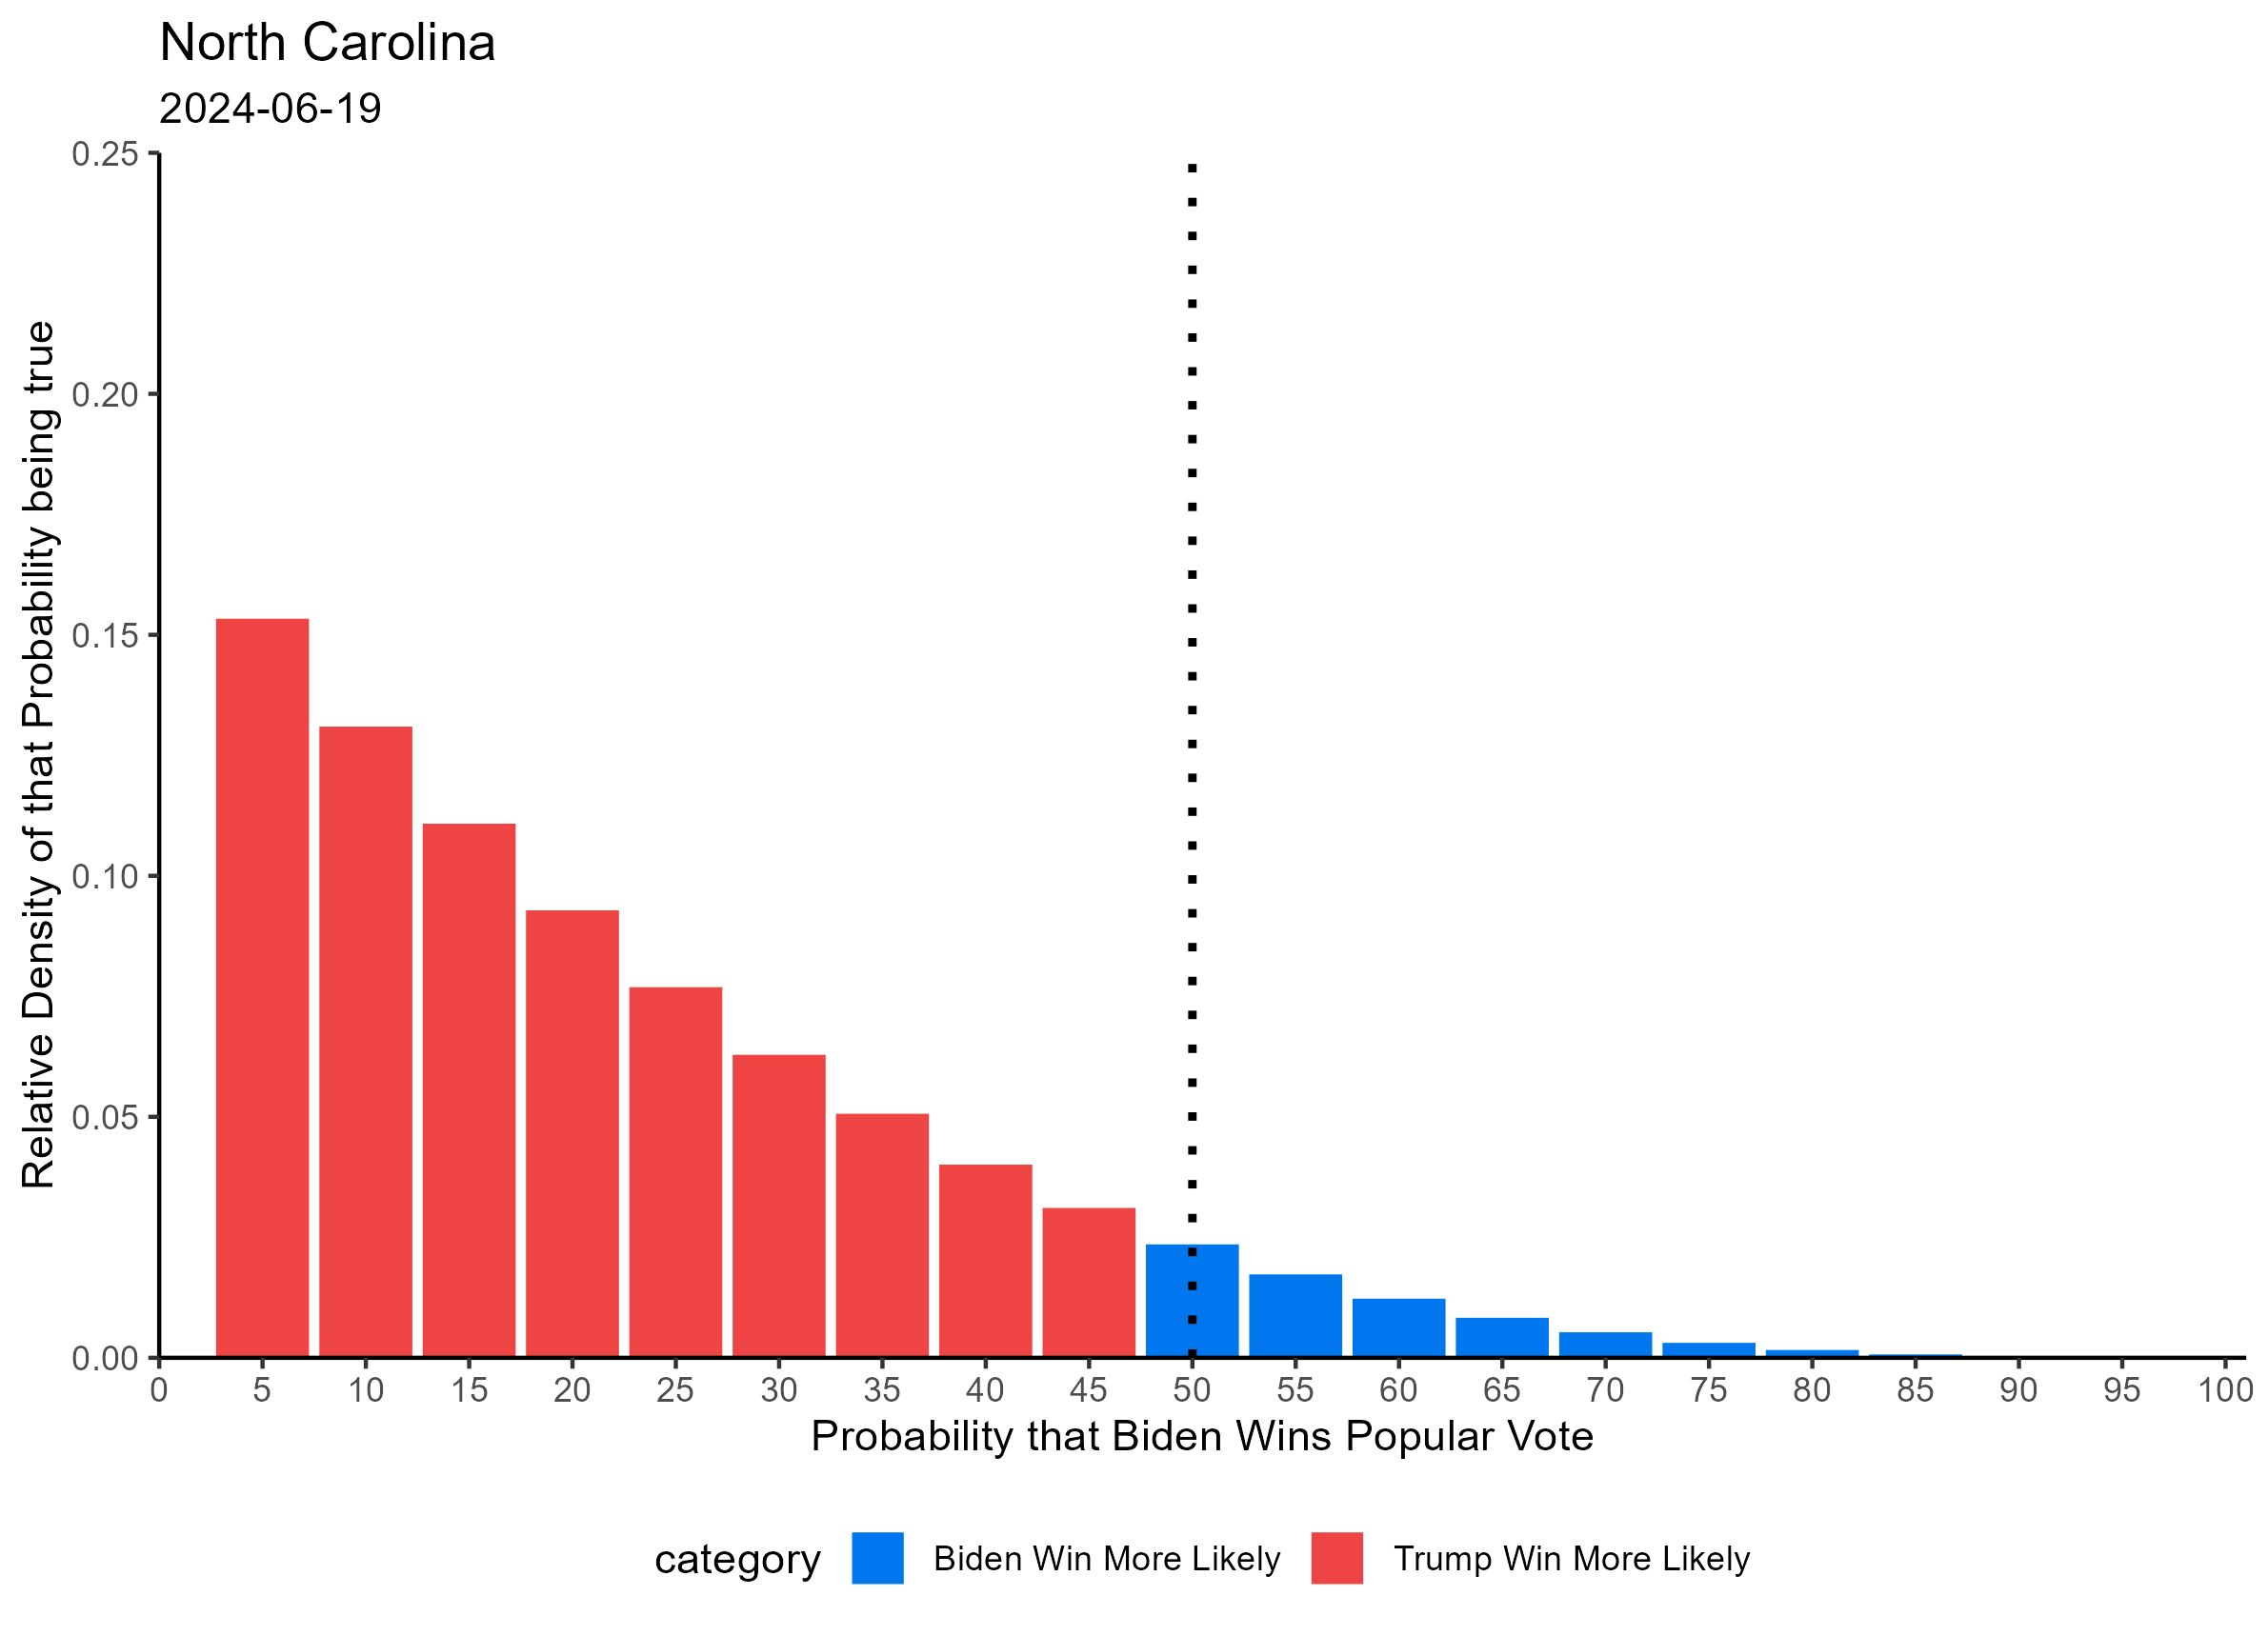 North Carolina
2024-06-19
Relative Density of that Probability being true
0.25
0.20
0.15
0.10
0.05
0.00
0 5 10 15 20 25 30 35 40 45 50 55 60 65 70 75 80 85 90 95 100
Probability that Biden Wins Popular Vote
category Biden Win More Likely Trump Win More Likely